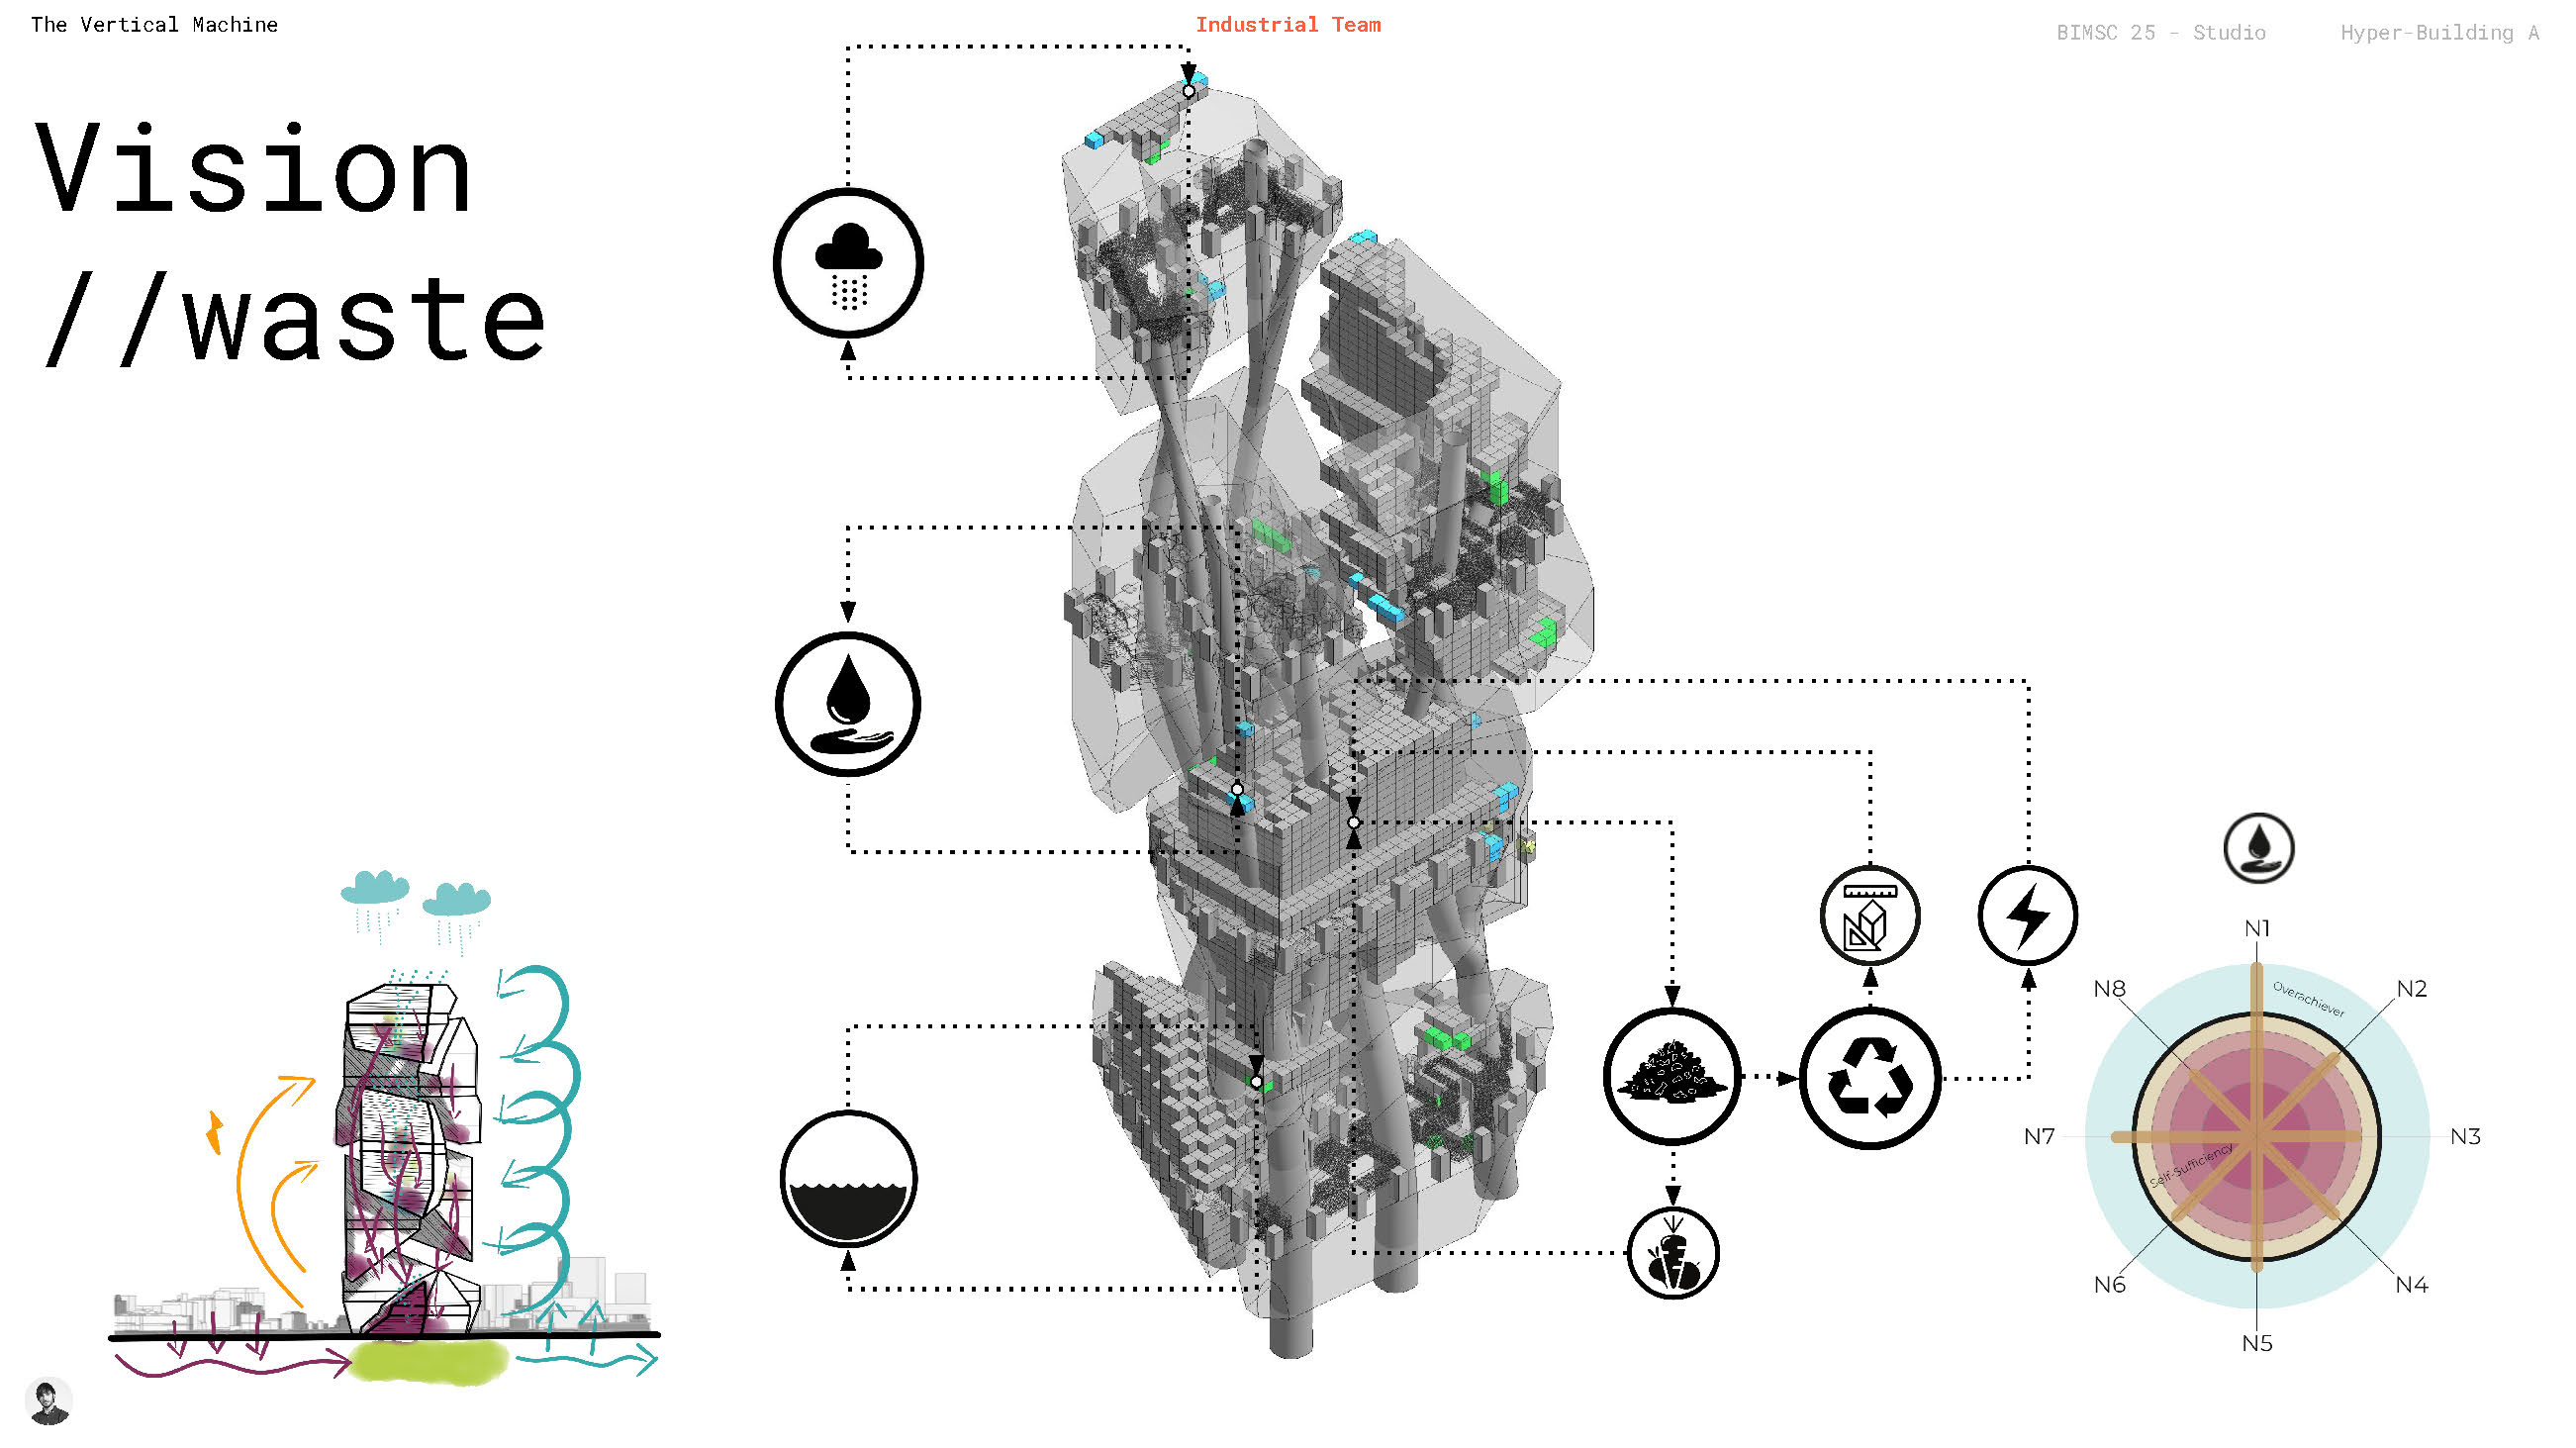 The Vertical Machine
Industrial Team
BIMSC 25 - Studio
Hyper-Building A
Vision
//waste
N1
N2
N3
N4
N5
N6
N7
N8
Overachiever
Self-Sufficiency